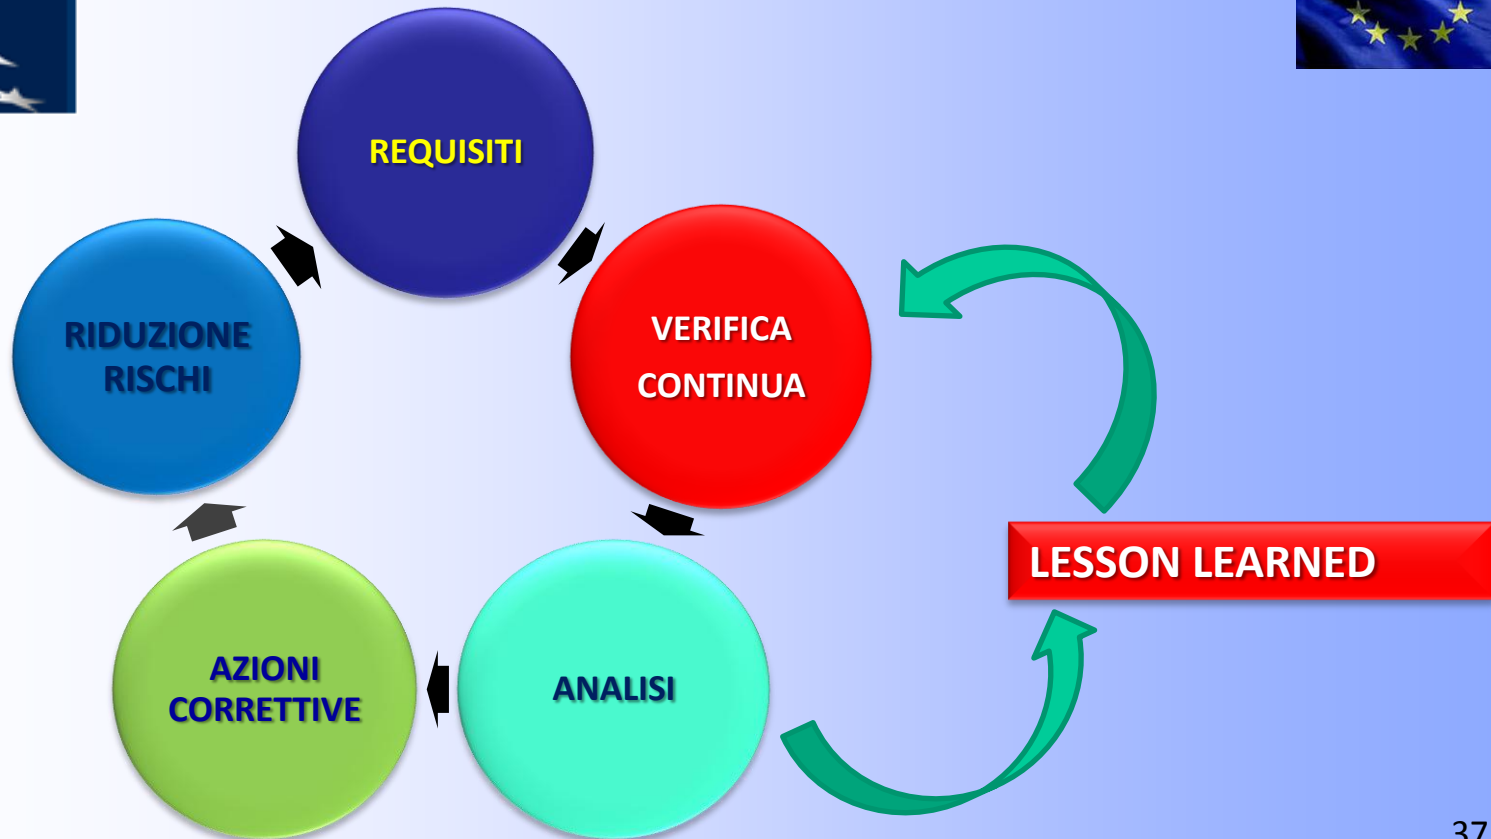 REQUISITI
RIDUZIONE
RISCHI
VERIFICA
CONTINUA
LESSON LEARNED
AZIONI
CORRETTIVE
ANALISI
37